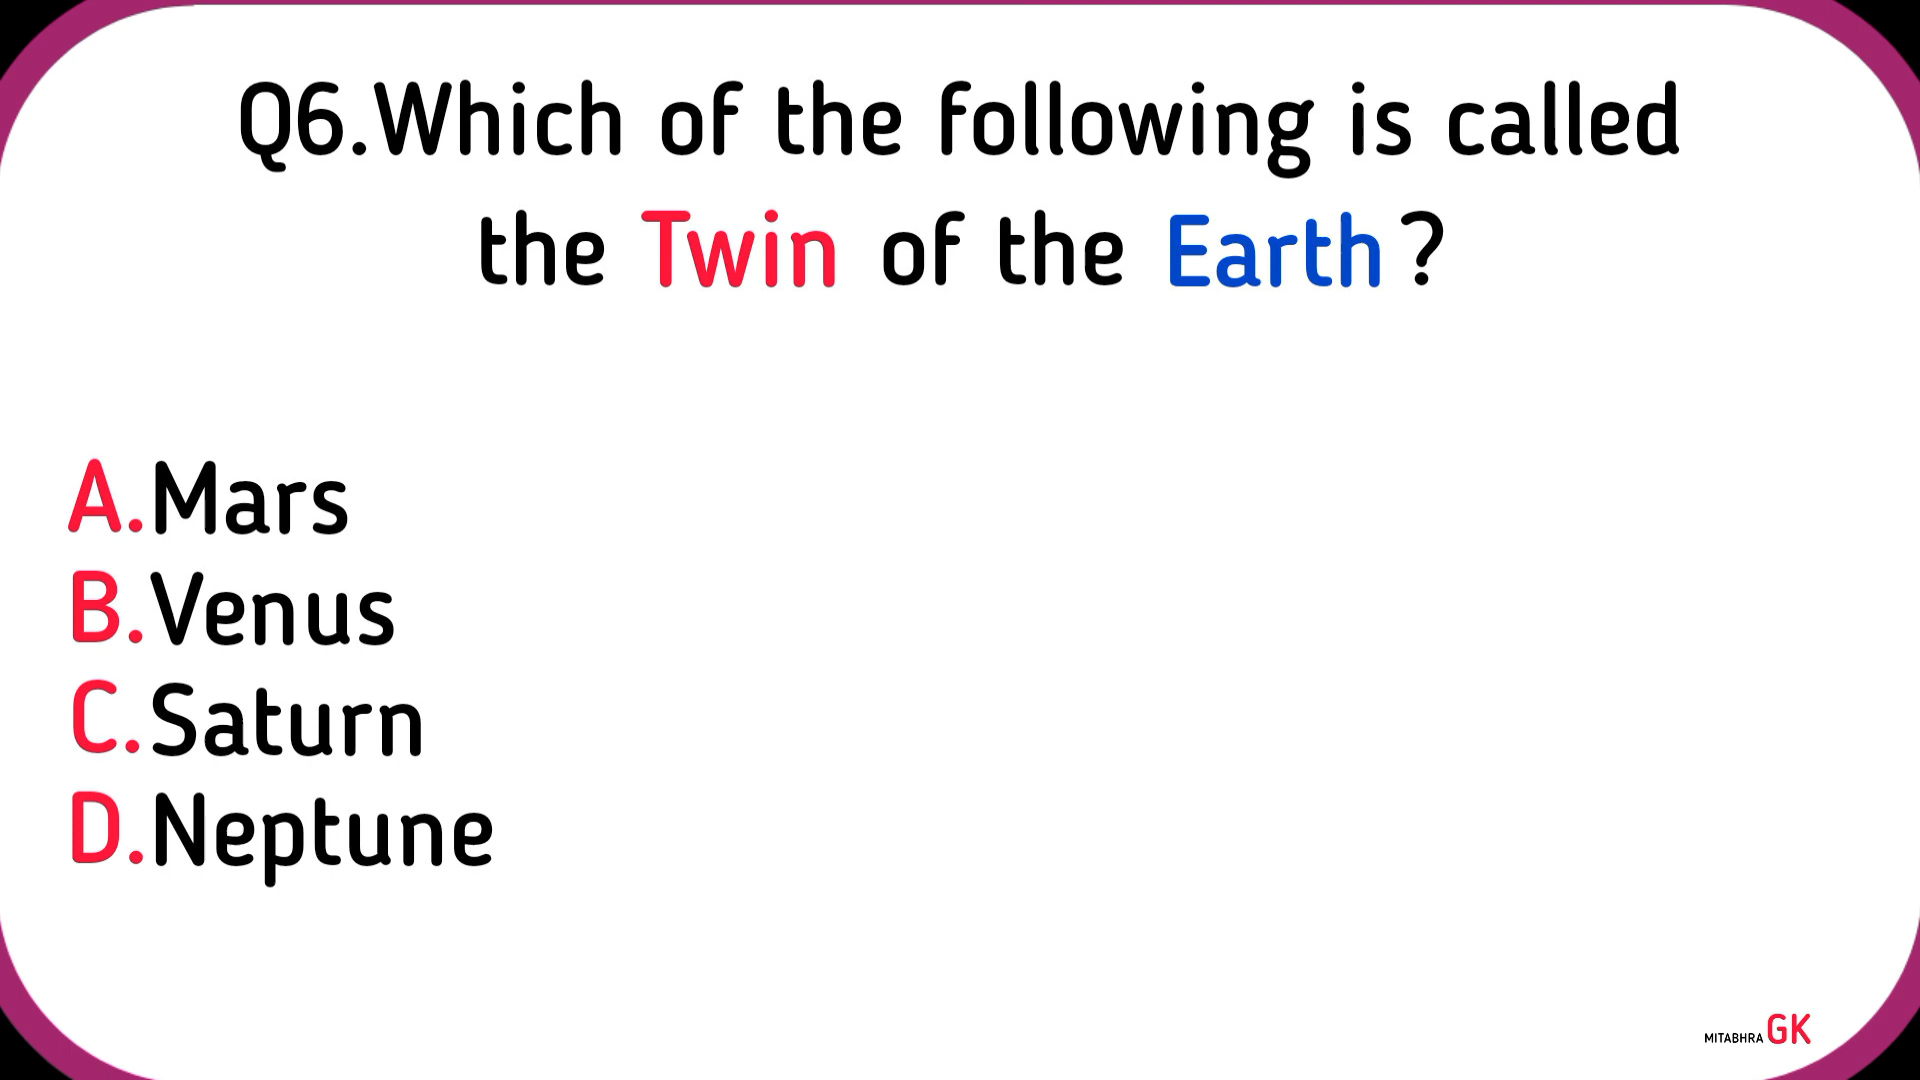 Q6.Which of the following is called
the Twin of the Earth?
A.Mars
B.Venus
C.Saturn
D.Neptune
MITABHRA GK